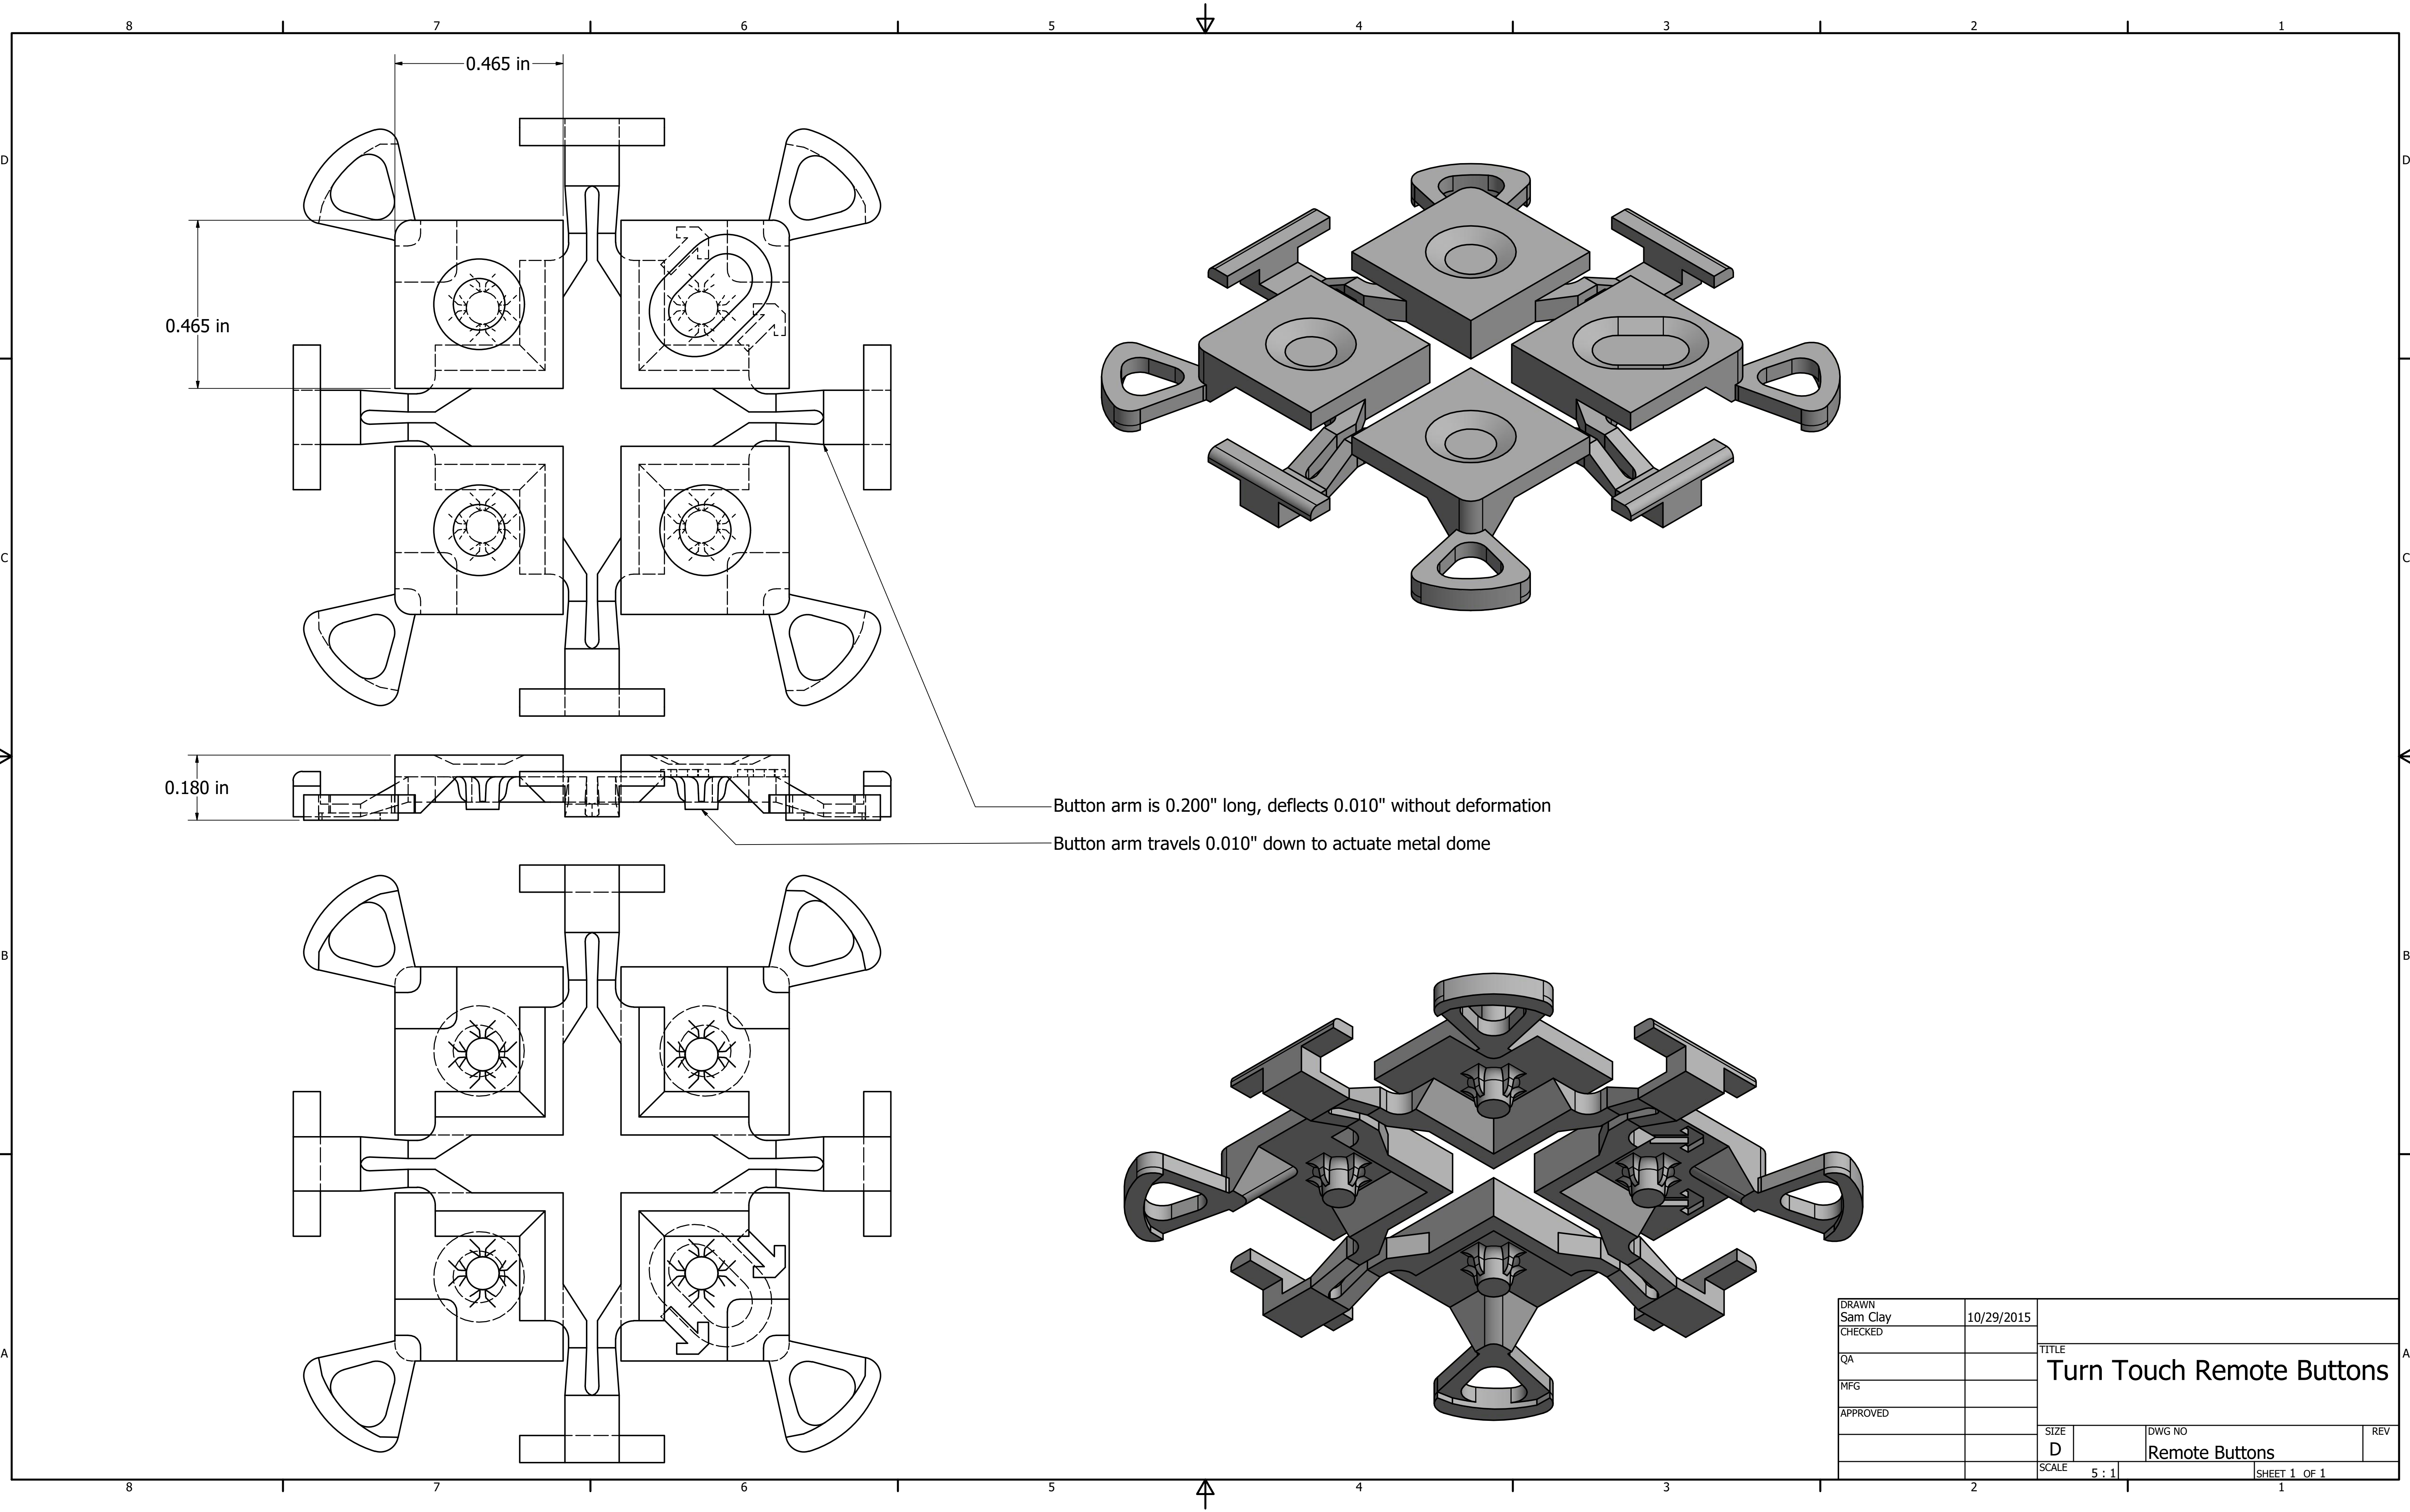 8 7 6 5 4 3 2 1
0.465 in
D D
0.465 in
C C
0.180 in
Button arm is 0.200" long, deflects 0.010" without deformation
Button arm travels 0.010" down to actuate metal dome
B B
A A
DRAWN
Sam Clay 10/29/2015
CHECKED
QA
MFG
APPROVED
TITLE
Turn Touch Remote Buttons
SIZE
D
DWG NO
Remote Buttons
REV
SCALE
5 : 1
SHEET 1 OF 1
8 7 6 5 4 3 2 1